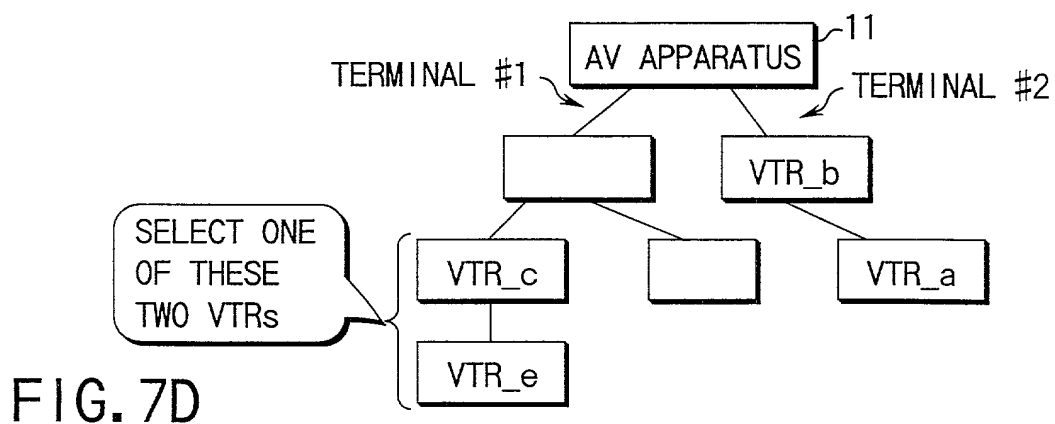 11
AV APPARATUS
TERMINAL #1
TERMINAL #2
VTR_b
SELECT ONE
OF THESE
TWO VTRs
VTR_c
VTR_a
VTR_e
FIG. 7D